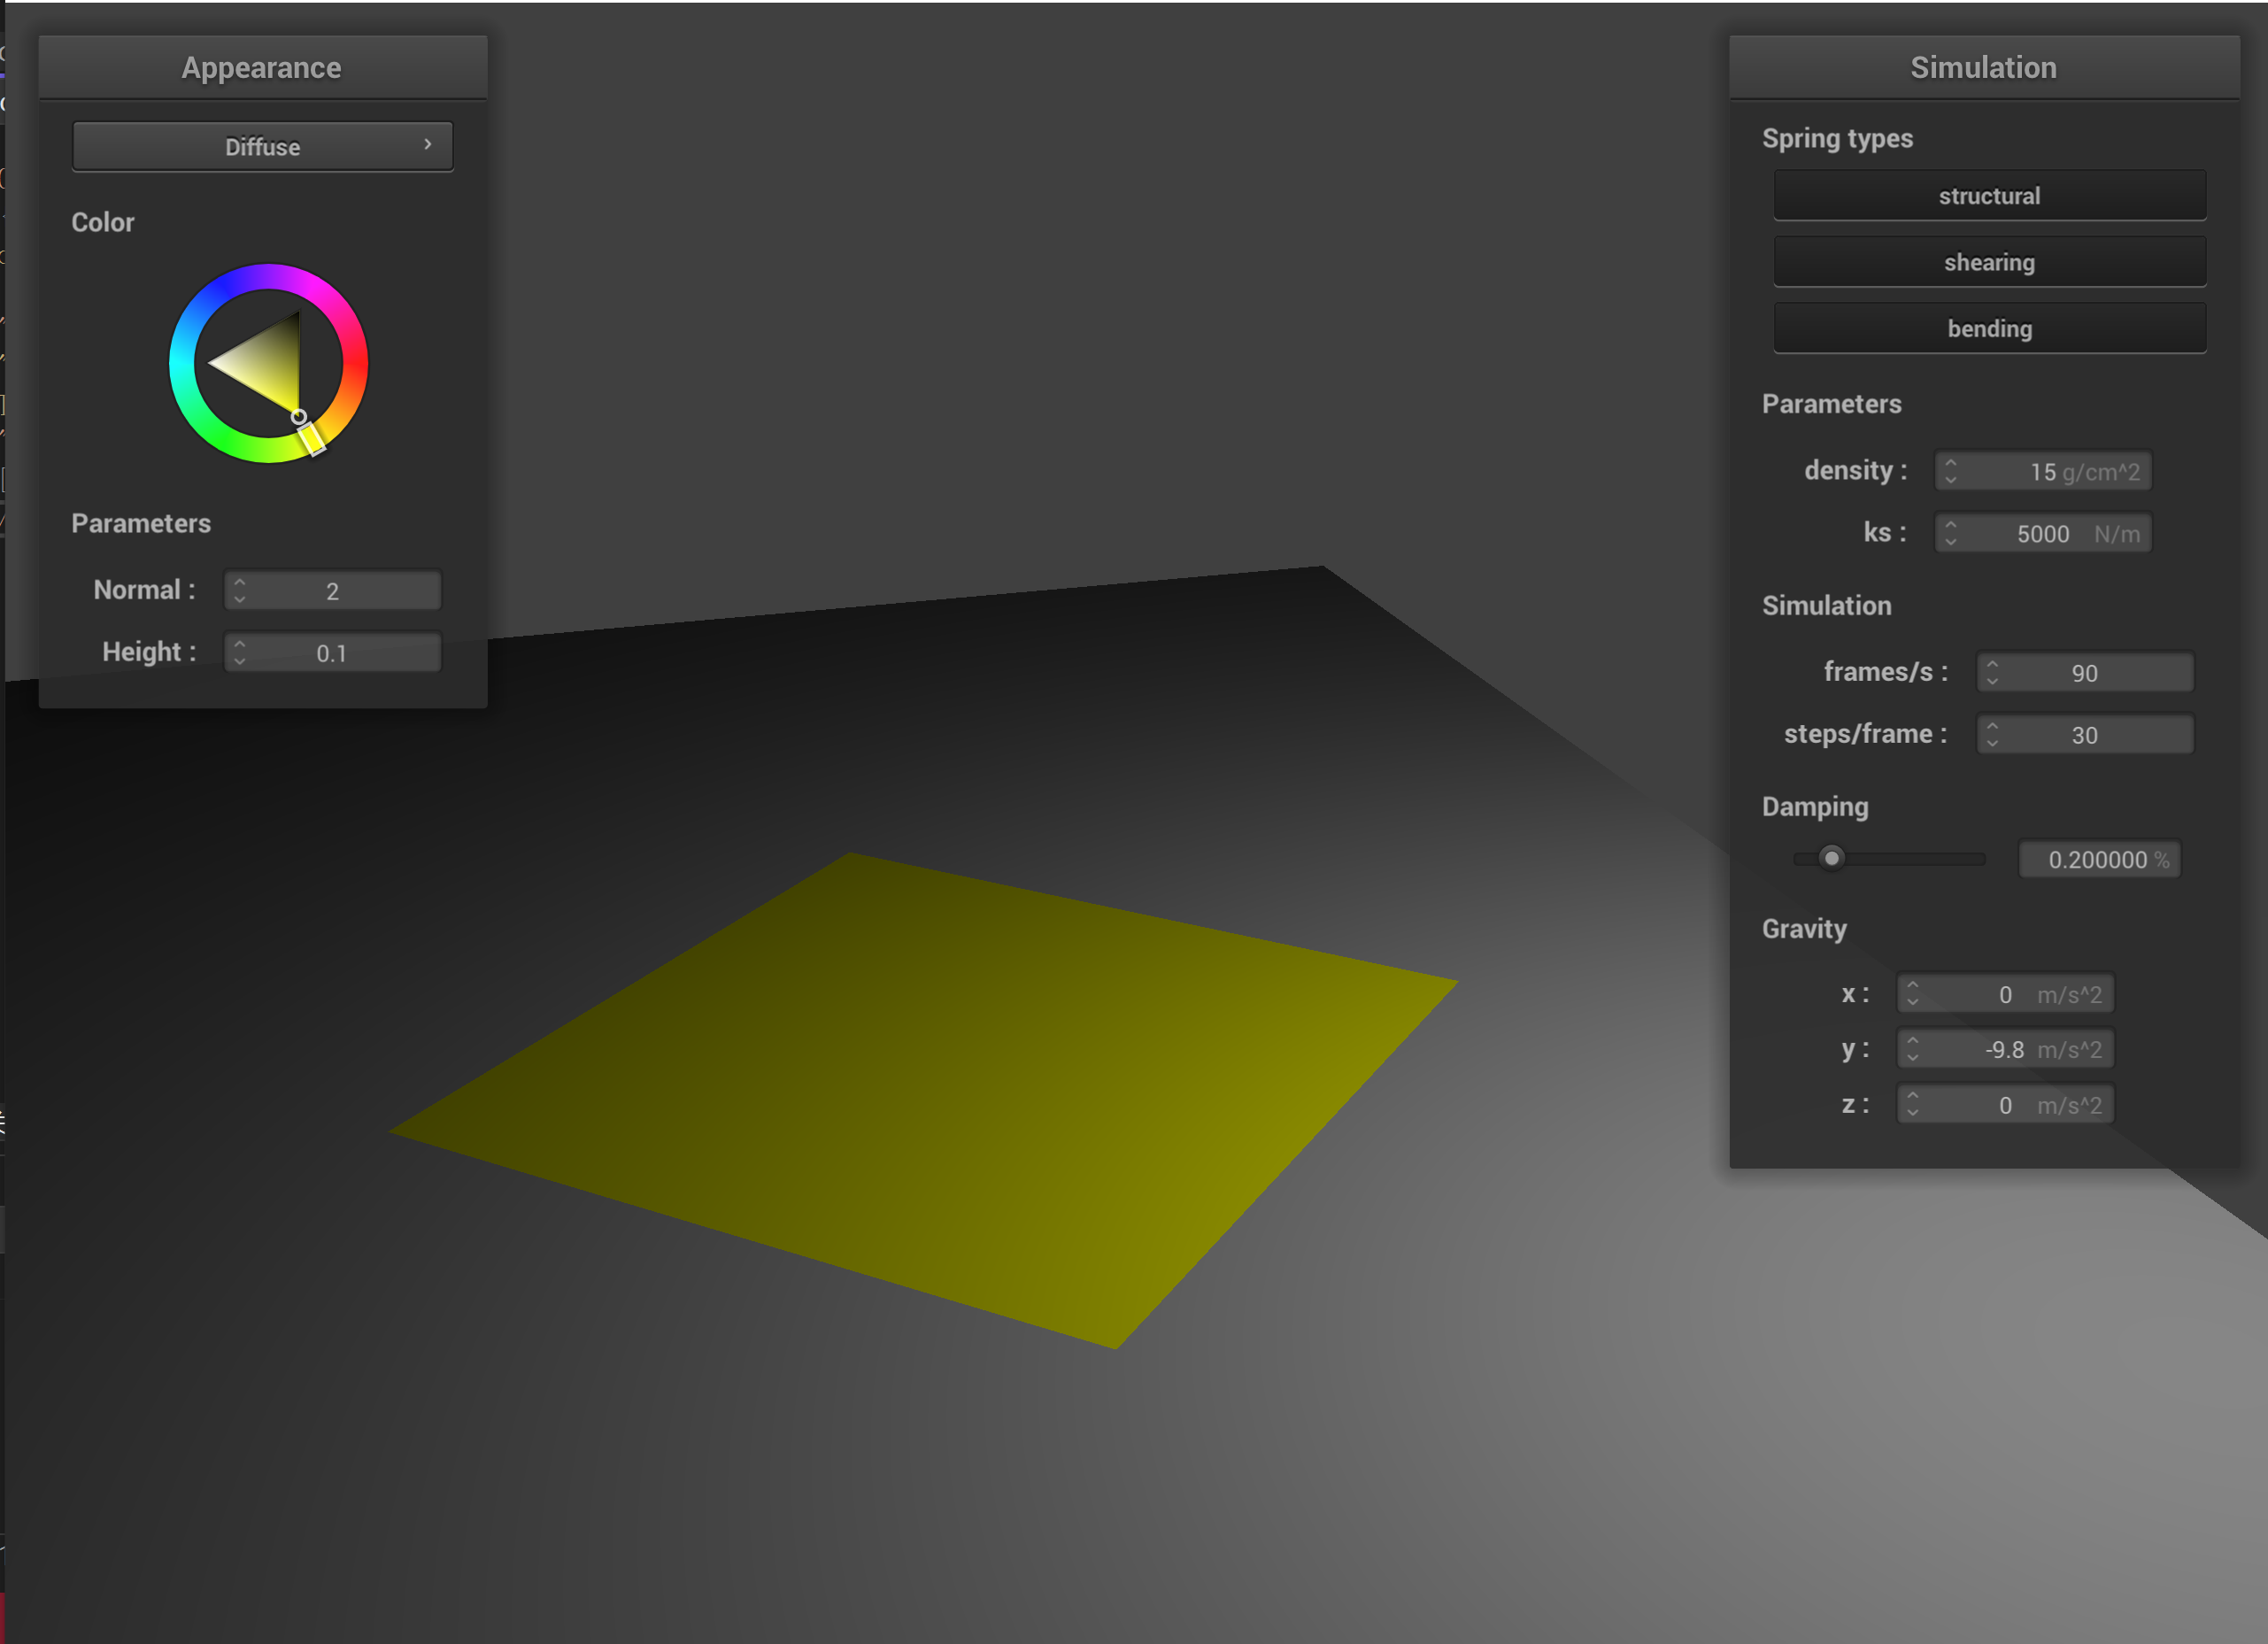 Appearance
Diffuse
Color
Parameters
Normal :
2
Height :
0.1
Simulation
Spring types
structural
shearing
bending
Parameters
density :
15 g/cm^2
ks :
5000 N/m
Simulation
frames/s :
90
steps/frame :
30
Damping
0.200000 %
Gravity
x :
0 m/s^2
y :
-9.8 m/s^2
z :
0 m/s^2